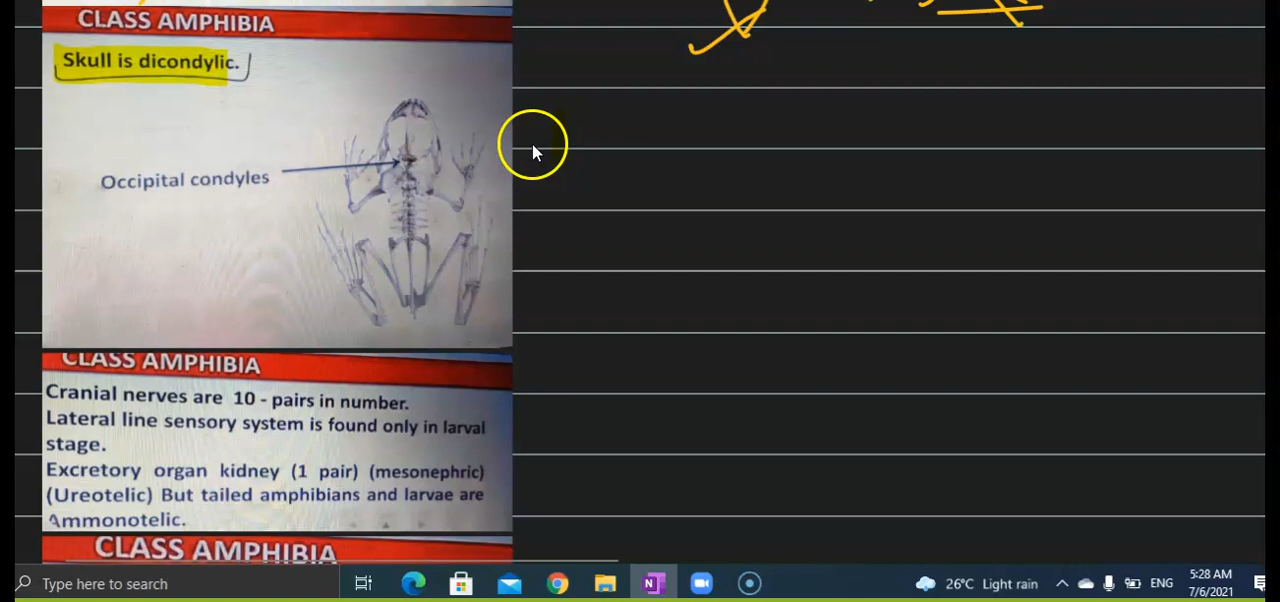 CLASS AMPHIBIA
Skull is dicondylic.
Occipital condyles
CLASS AMPHIBIA
Cranial nerves are 10 - pairs in number.
Lateral line sensory system is found only in larval
stage.
Excretory organ kidney (1 pair) (mesonephric)
(Ureotelic) But tailed amphibians and larvae are
Ammonotelic.
CLASS AMPHIBIA
Type here to search
26°C Light rain
ENG
5:28 AM
7/6/2021